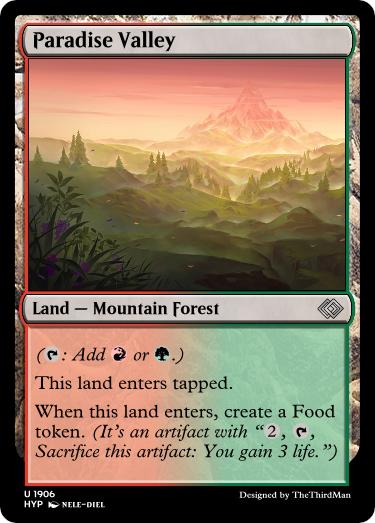 Paradise Valley
Land — Mountain Forest
(: Add or .)
This land enters tapped.
When this land enters, create a Food
token. (It's an artifact with “2, ,
Sacrifice this artifact: You gain 3 life.”)
U 1906
HYP NELE-DIEL
Designed by TheThirdMan